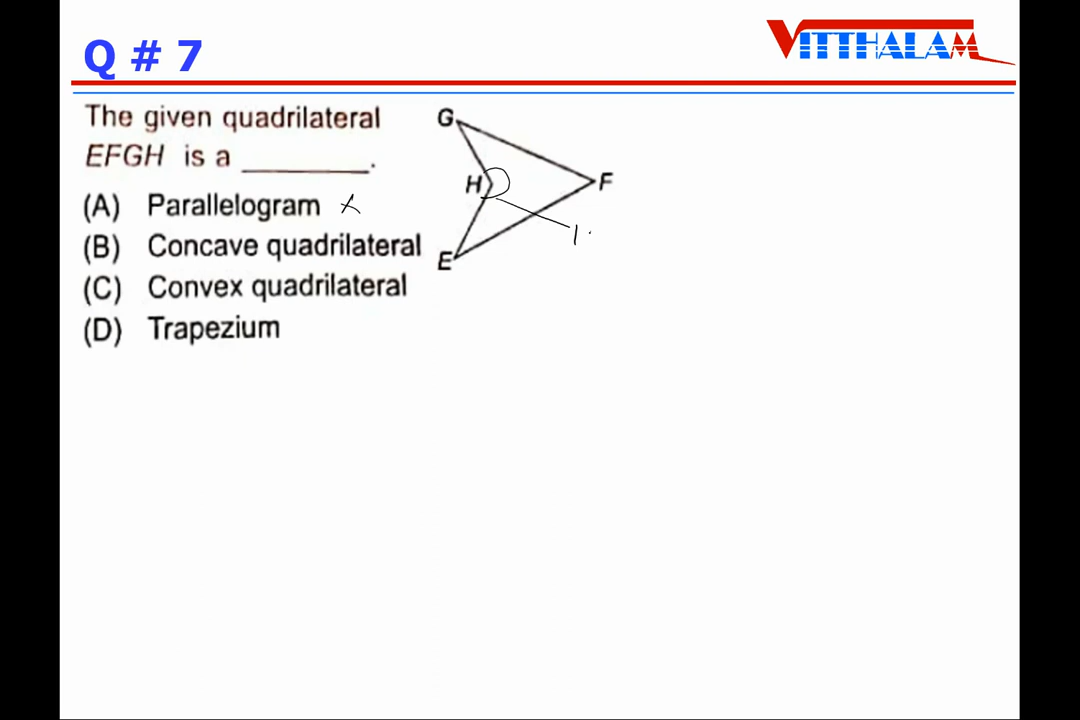 Q # 7
VITTHALAM
The given quadrilateral
EFGH is a ________.
(A) Parallelogram
(B) Concave quadrilateral
(C) Convex quadrilateral
(D) Trapezium
G
H
F
E